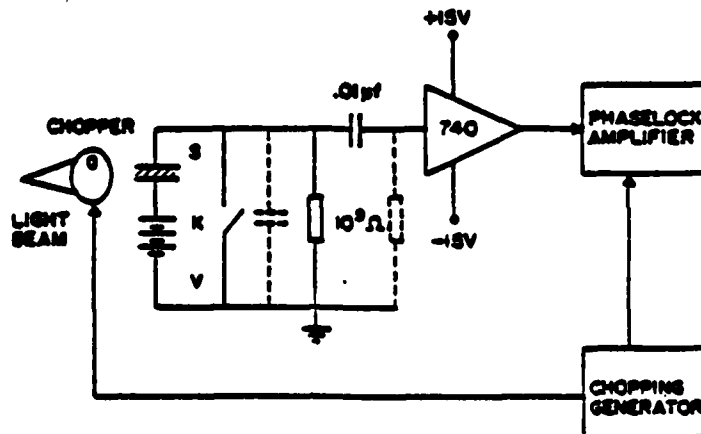 +15V
.01µf
CHOPPER
S
740
PHASELOCK
AMPLIFIER
LIGHT
BEAM
K
10⁹Ω
V
-15V
CHOPPING
GENERATOR